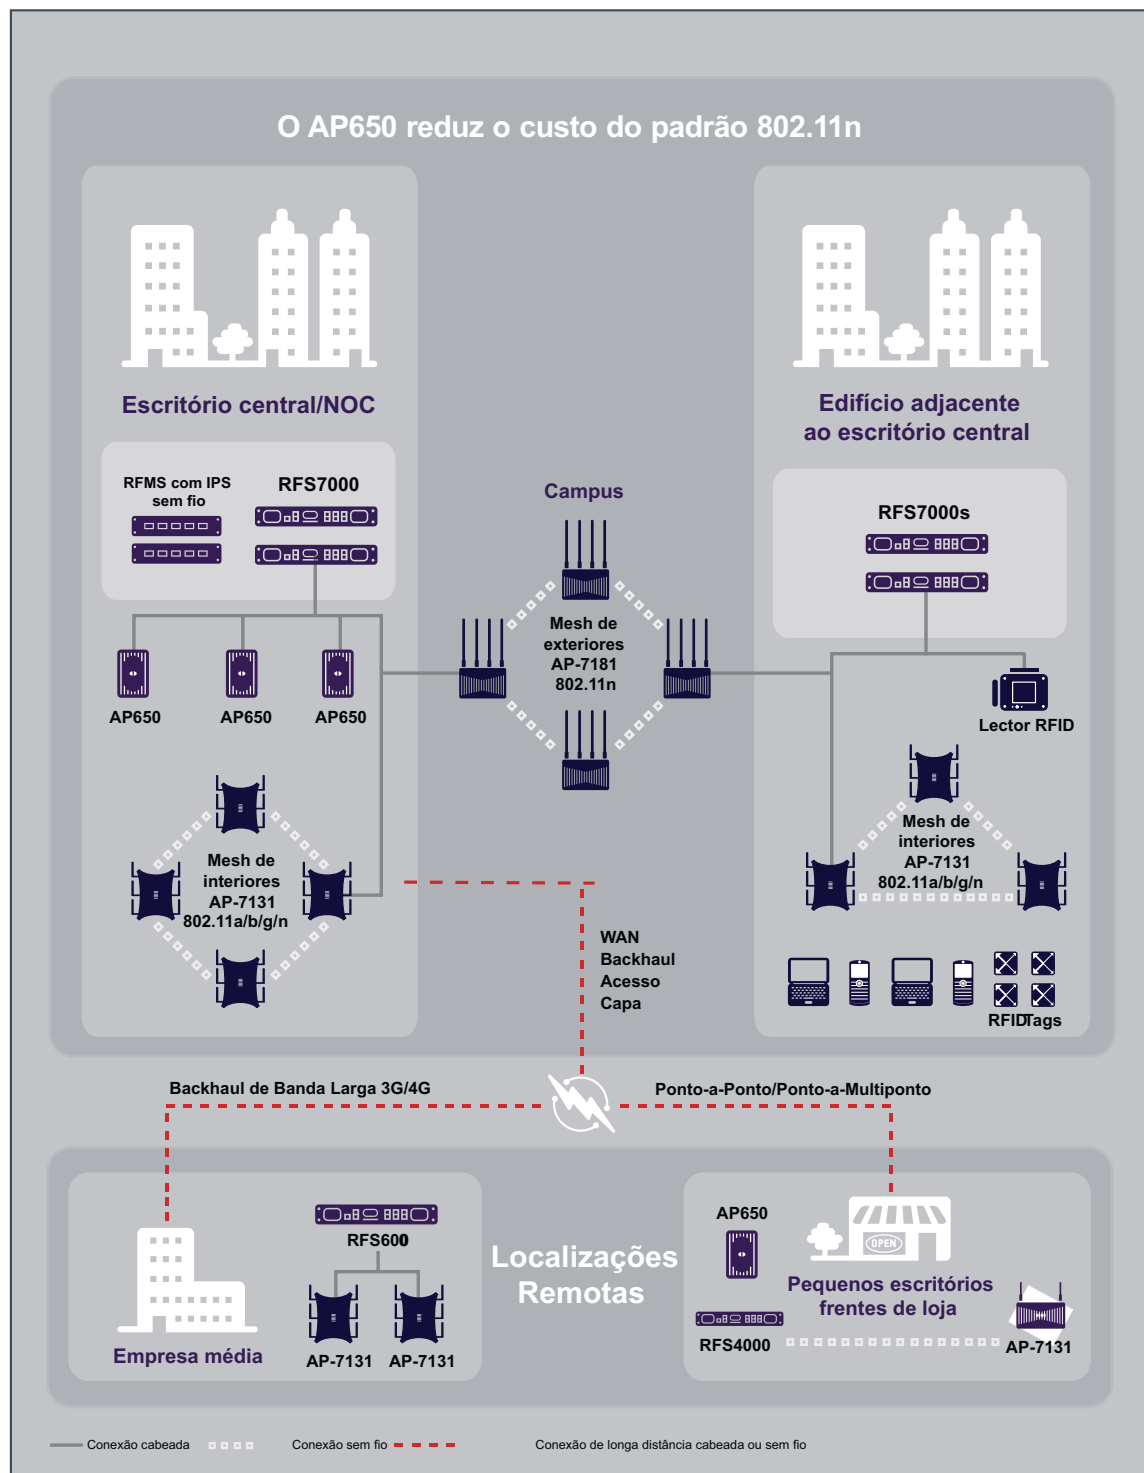 O AP650 reduz o custo do padrão 802.11n
Escritório central/NOC
RFMS com IPS
sem fio
RFS7000
AP650
AP650
AP650
Mesh de
interiores
AP-7131
802.11a/b/g/n
Campus
Mesh de
exteriores
AP-7181
802.11n
Edifício adjacente
ao escritório central
RFS7000s
Lector RFID
Mesh de
interiores
AP-7131
802.11a/b/g/n
RFID Tags
WAN
Backhaul
Acesso
Capa
Backhaul de Banda Larga 3G/4G
Ponto-a-Ponto/Ponto-a-Multiponto
Empresa média
RFS600
AP-7131
AP-7131
Localizações
Remotas
AP650
OPEN
Pequenos escritórios
frentes de loja
RFS4000
AP-7131
Conexão cabeada
Conexão sem fio
Conexão de longa distância cabeada ou sem fio